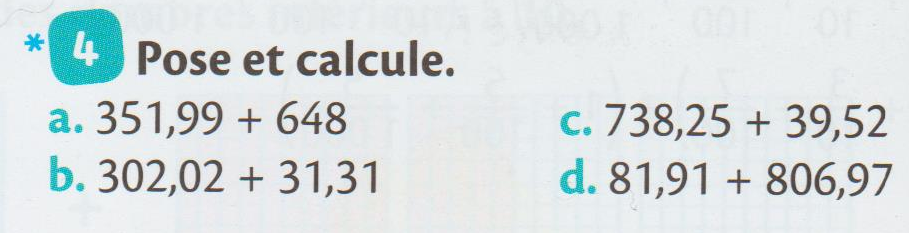 * 4 Pose et calcule.
a. 351,99 + 648
c. 738,25 + 39,52
b. 302,02 + 31,31
d. 81,91 + 806,97